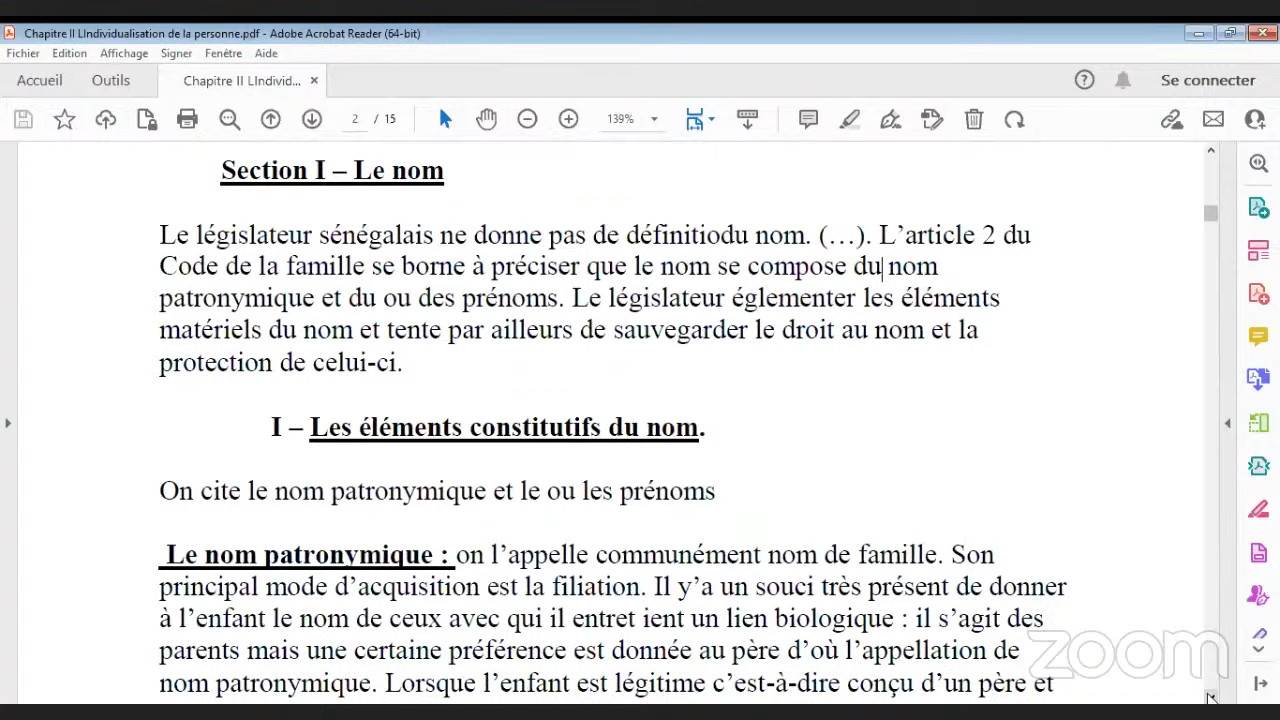 Chapitre II LIndividualisation de la personne.pdf - Adobe Acrobat Reader (64-bit)
Fichier Edition Affichage Signer Fenêtre Aide
Accueil Outils Chapitre II LIndivid... × Se connecter
2 / 15 139%
Section I – Le nom
Le législateur sénégalais ne donne pas de définitiodu nom. (…). L’article 2 du
Code de la famille se borne à préciser que le nom se compose du nom
patronymique et du ou des prénoms. Le législateur églementer les éléments
matériels du nom et tente par ailleurs de sauvegarder le droit au nom et la
protection de celui-ci.
I – Les éléments constitutifs du nom.
On cite le nom patronymique et le ou les prénoms
Le nom patronymique : on l’appelle communément nom de famille. Son
principal mode d’acquisition est la filiation. Il y’a un souci très présent de donner
à l’enfant le nom de ceux avec qui il entret ient un lien biologique : il s’agit des
parents mais une certaine préférence est donnée au père d’où l’appellation de
nom patronymique. Lorsque l’enfant est légitime c’est-à-dire conçu d’un père et
zoom